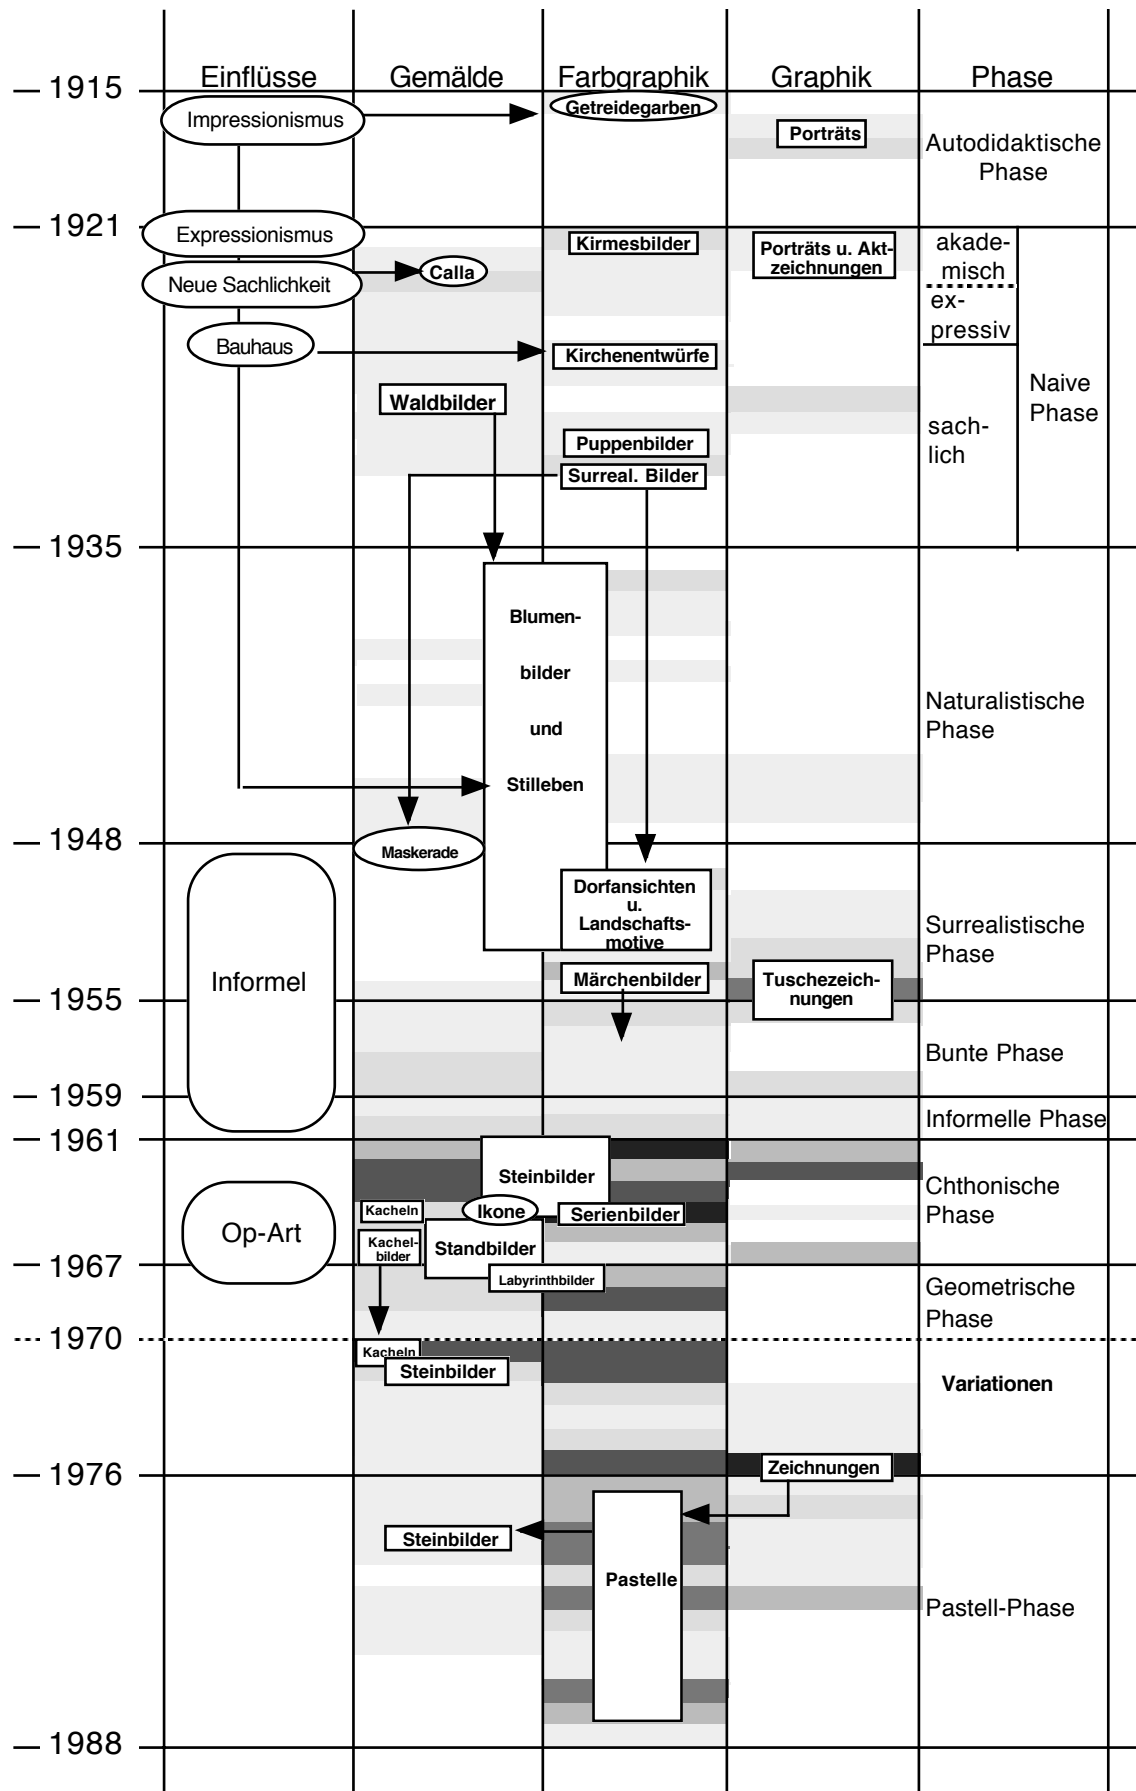 Einflüsse Gemälde Farbgraphik Graphik Phase
1915
Impressionismus
Getreidegarben
Porträts
Autodidaktische
Phase
1921
Expressionismus
Kirmesbilder
Porträts u. Akt-
zeichnungen
akade-
misch
Neue Sachlichkeit
Calla
ex-
pressiv
Bauhaus
Kirchenentwürfe
Waldbilder
Naive
Phase
Puppenbilder
sach-
lich
Surreal. Bilder
1935
Blumen-
bilder
und
Stilleben
Naturalistische
Phase
1948
Maskerade
Dorfansichten
u.
Landschafts-
motive
Surrealistische
Phase
Informel
Märchenbilder
Tuschezeich-
nungen
1955
Bunte Phase
1959
Informelle Phase
1961
Steinbilder
Chthonische
Phase
Kacheln
Ikone
Serienbilder
Op-Art
Kachel-
bilder
Standbilder
1967
Labyrinthbilder
Geometrische
Phase
1970
Kacheln
Steinbilder
Variationen
Zeichnungen
1976
Steinbilder
Pastelle
Pastell-Phase
1988